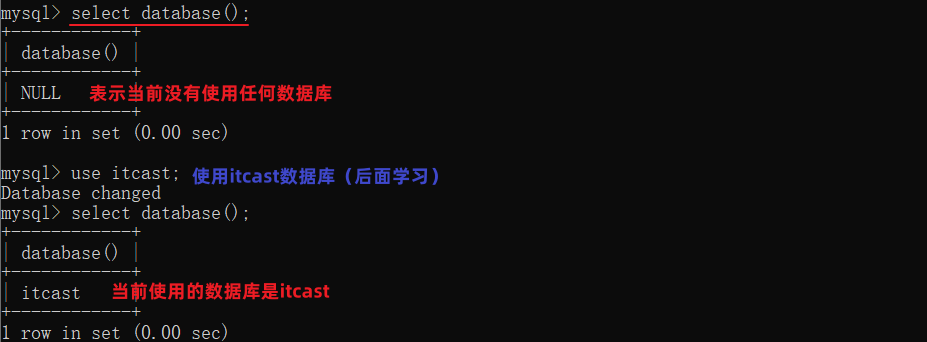 mysql> select database();
+------------+
| database() |
+------------+
| NULL 表示当前没有使用任何数据库
+------------+
1 row in set (0.00 sec)
mysql> use itcast; 使用itcast数据库（后面学习）
Database changed
mysql> select database();
+------------+
| database() |
+------------+
| itcast 当前使用的数据库是itcast
+------------+
1 row in set (0.00 sec)